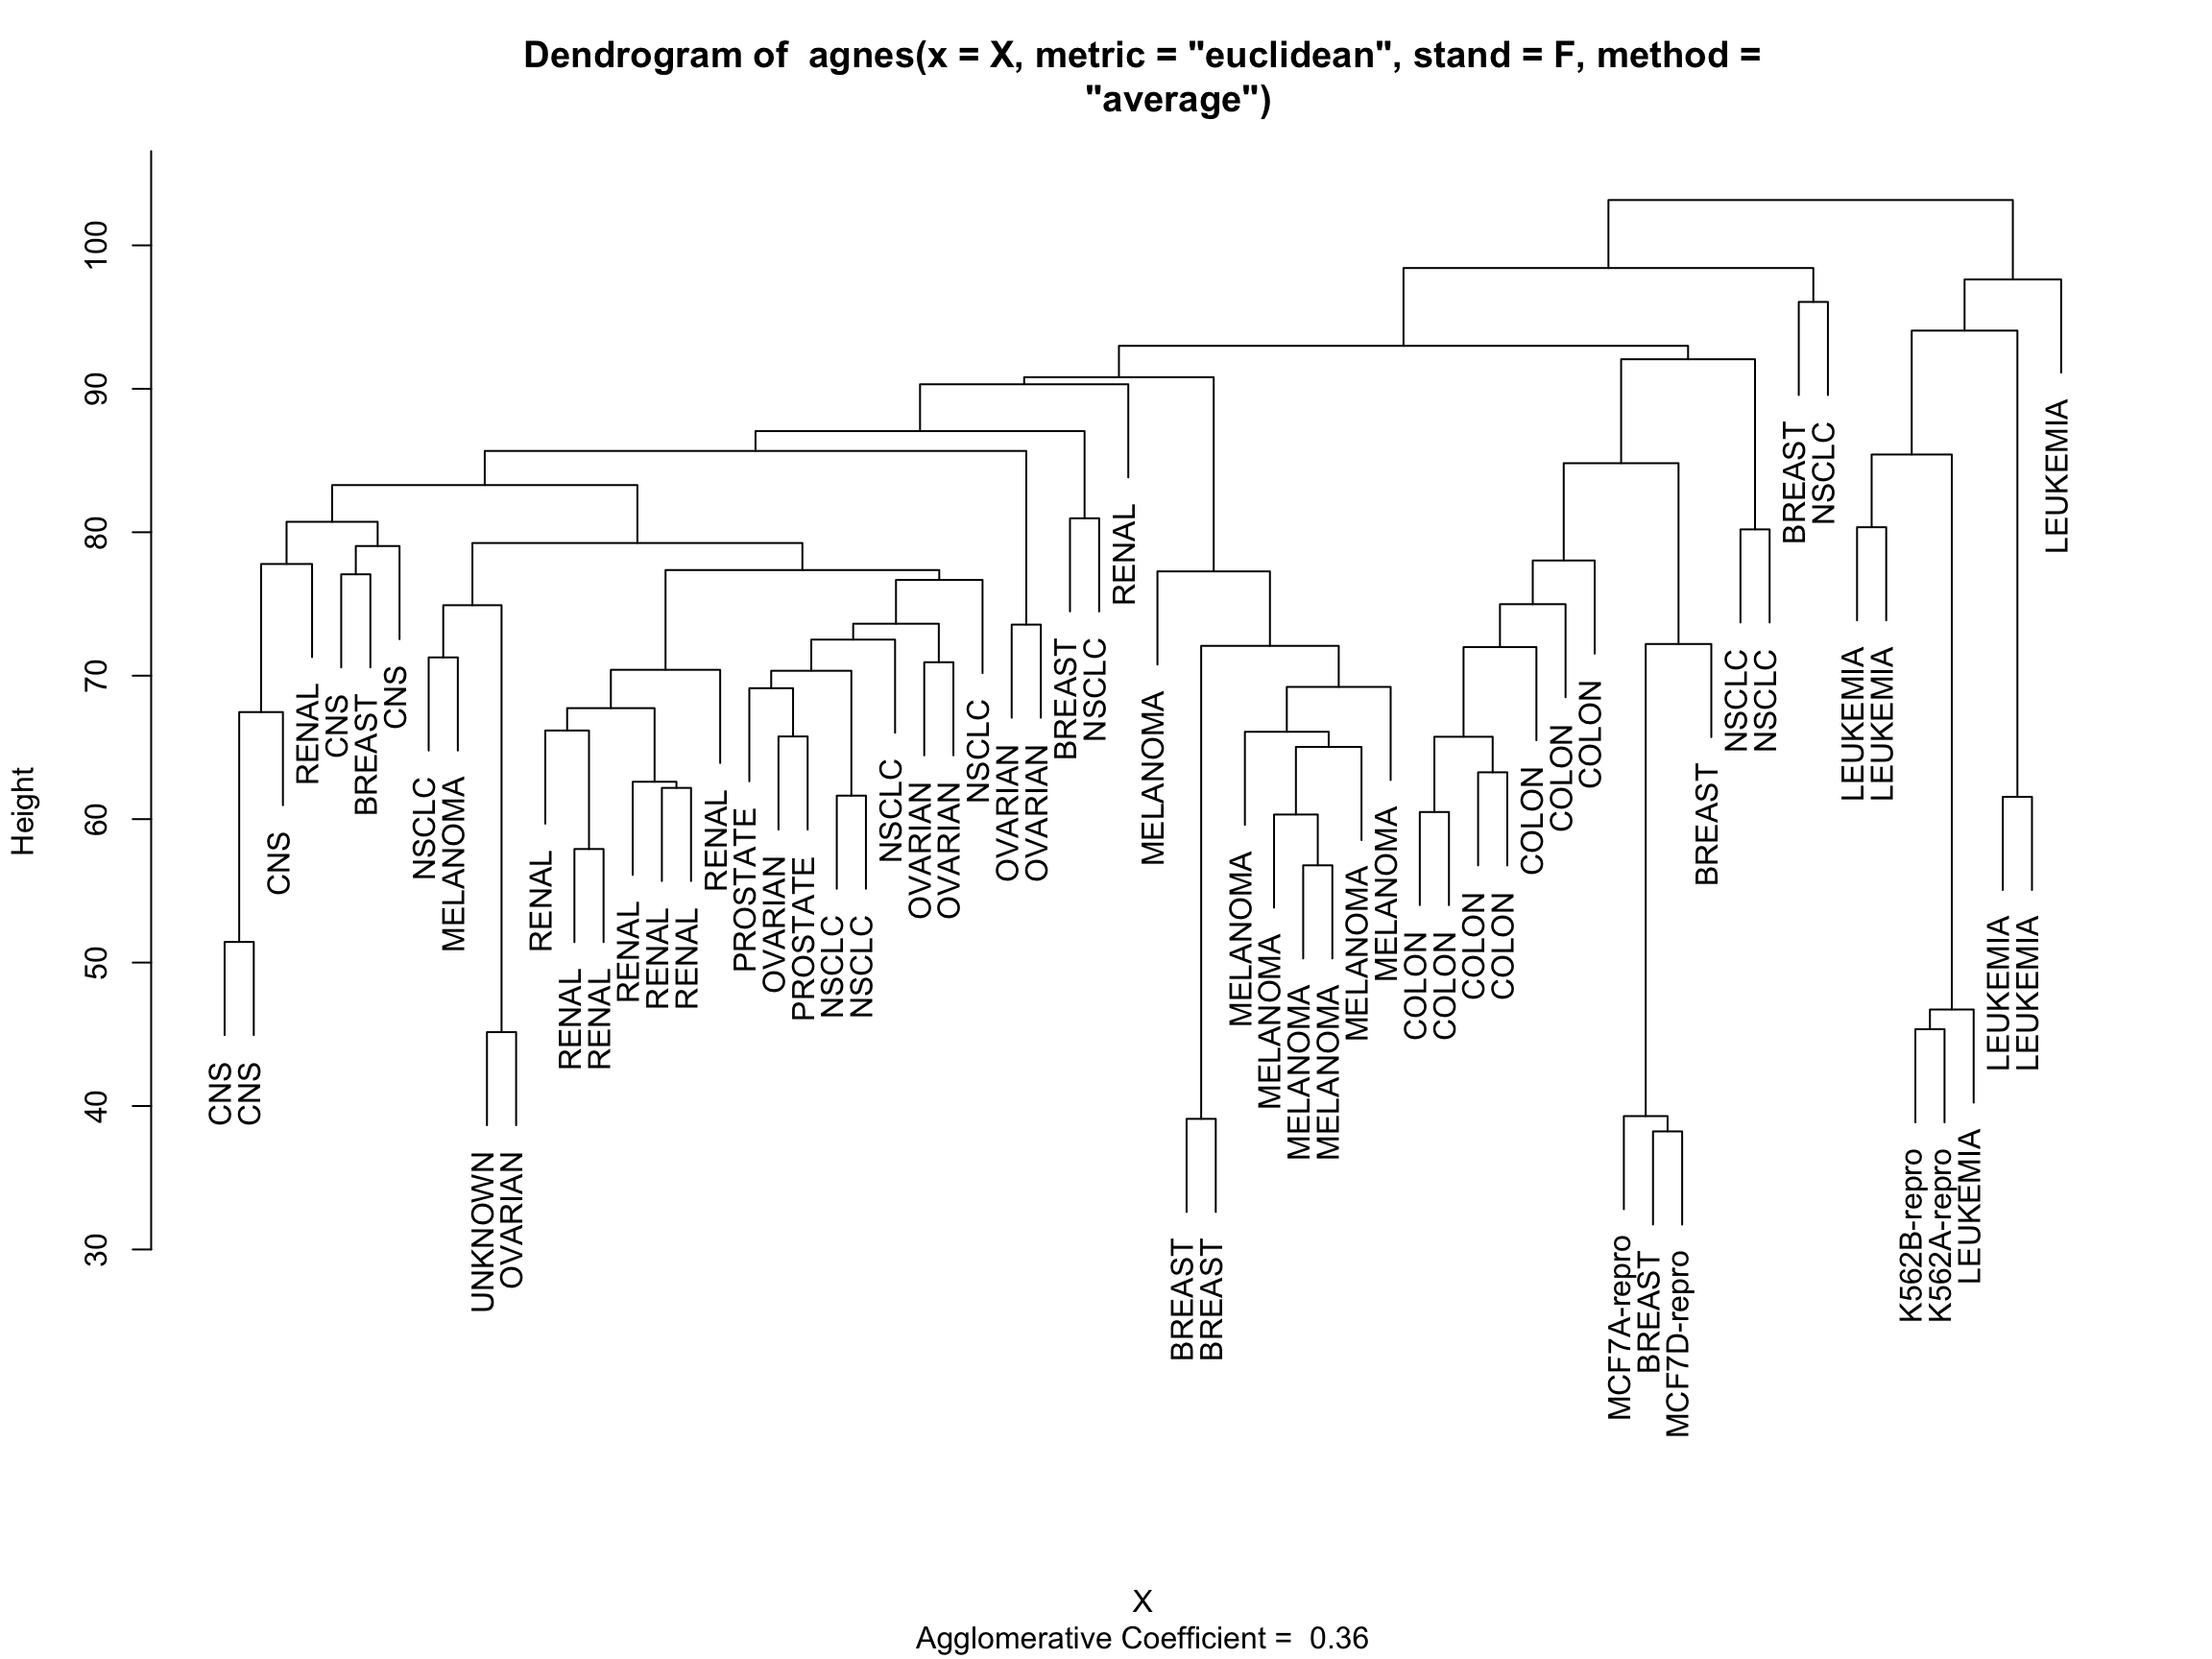 Dendrogram of  agnes(x = X, metric = "euclidean", stand = F, method =
"average")
Height
100
90
80
70
60
50
40
30
CNS
CNS
CNS
RENAL
CNS
BREAST
CNS
NSCLC
MELANOMA
UNKNOWN
OVARIAN
RENAL
RENAL
RENAL
RENAL
RENAL
RENAL
RENAL
PROSTATE
OVARIAN
PROSTATE
NSCLC
NSCLC
NSCLC
OVARIAN
OVARIAN
NSCLC
OVARIAN
OVARIAN
BREAST
NSCLC
RENAL
MELANOMA
BREAST
BREAST
MELANOMA
MELANOMA
MELANOMA
MELANOMA
MELANOMA
MELANOMA
COLON
COLON
COLON
COLON
COLON
COLON
COLON
MCF7A-repro
BREAST
MCF7D-repro
BREAST
NSCLC
NSCLC
BREAST
NSCLC
LEUKEMIA
LEUKEMIA
K562B-repro
K562A-repro
LEUKEMIA
LEUKEMIA
LEUKEMIA
LEUKEMIA
X
Agglomerative Coefficient =  0.36